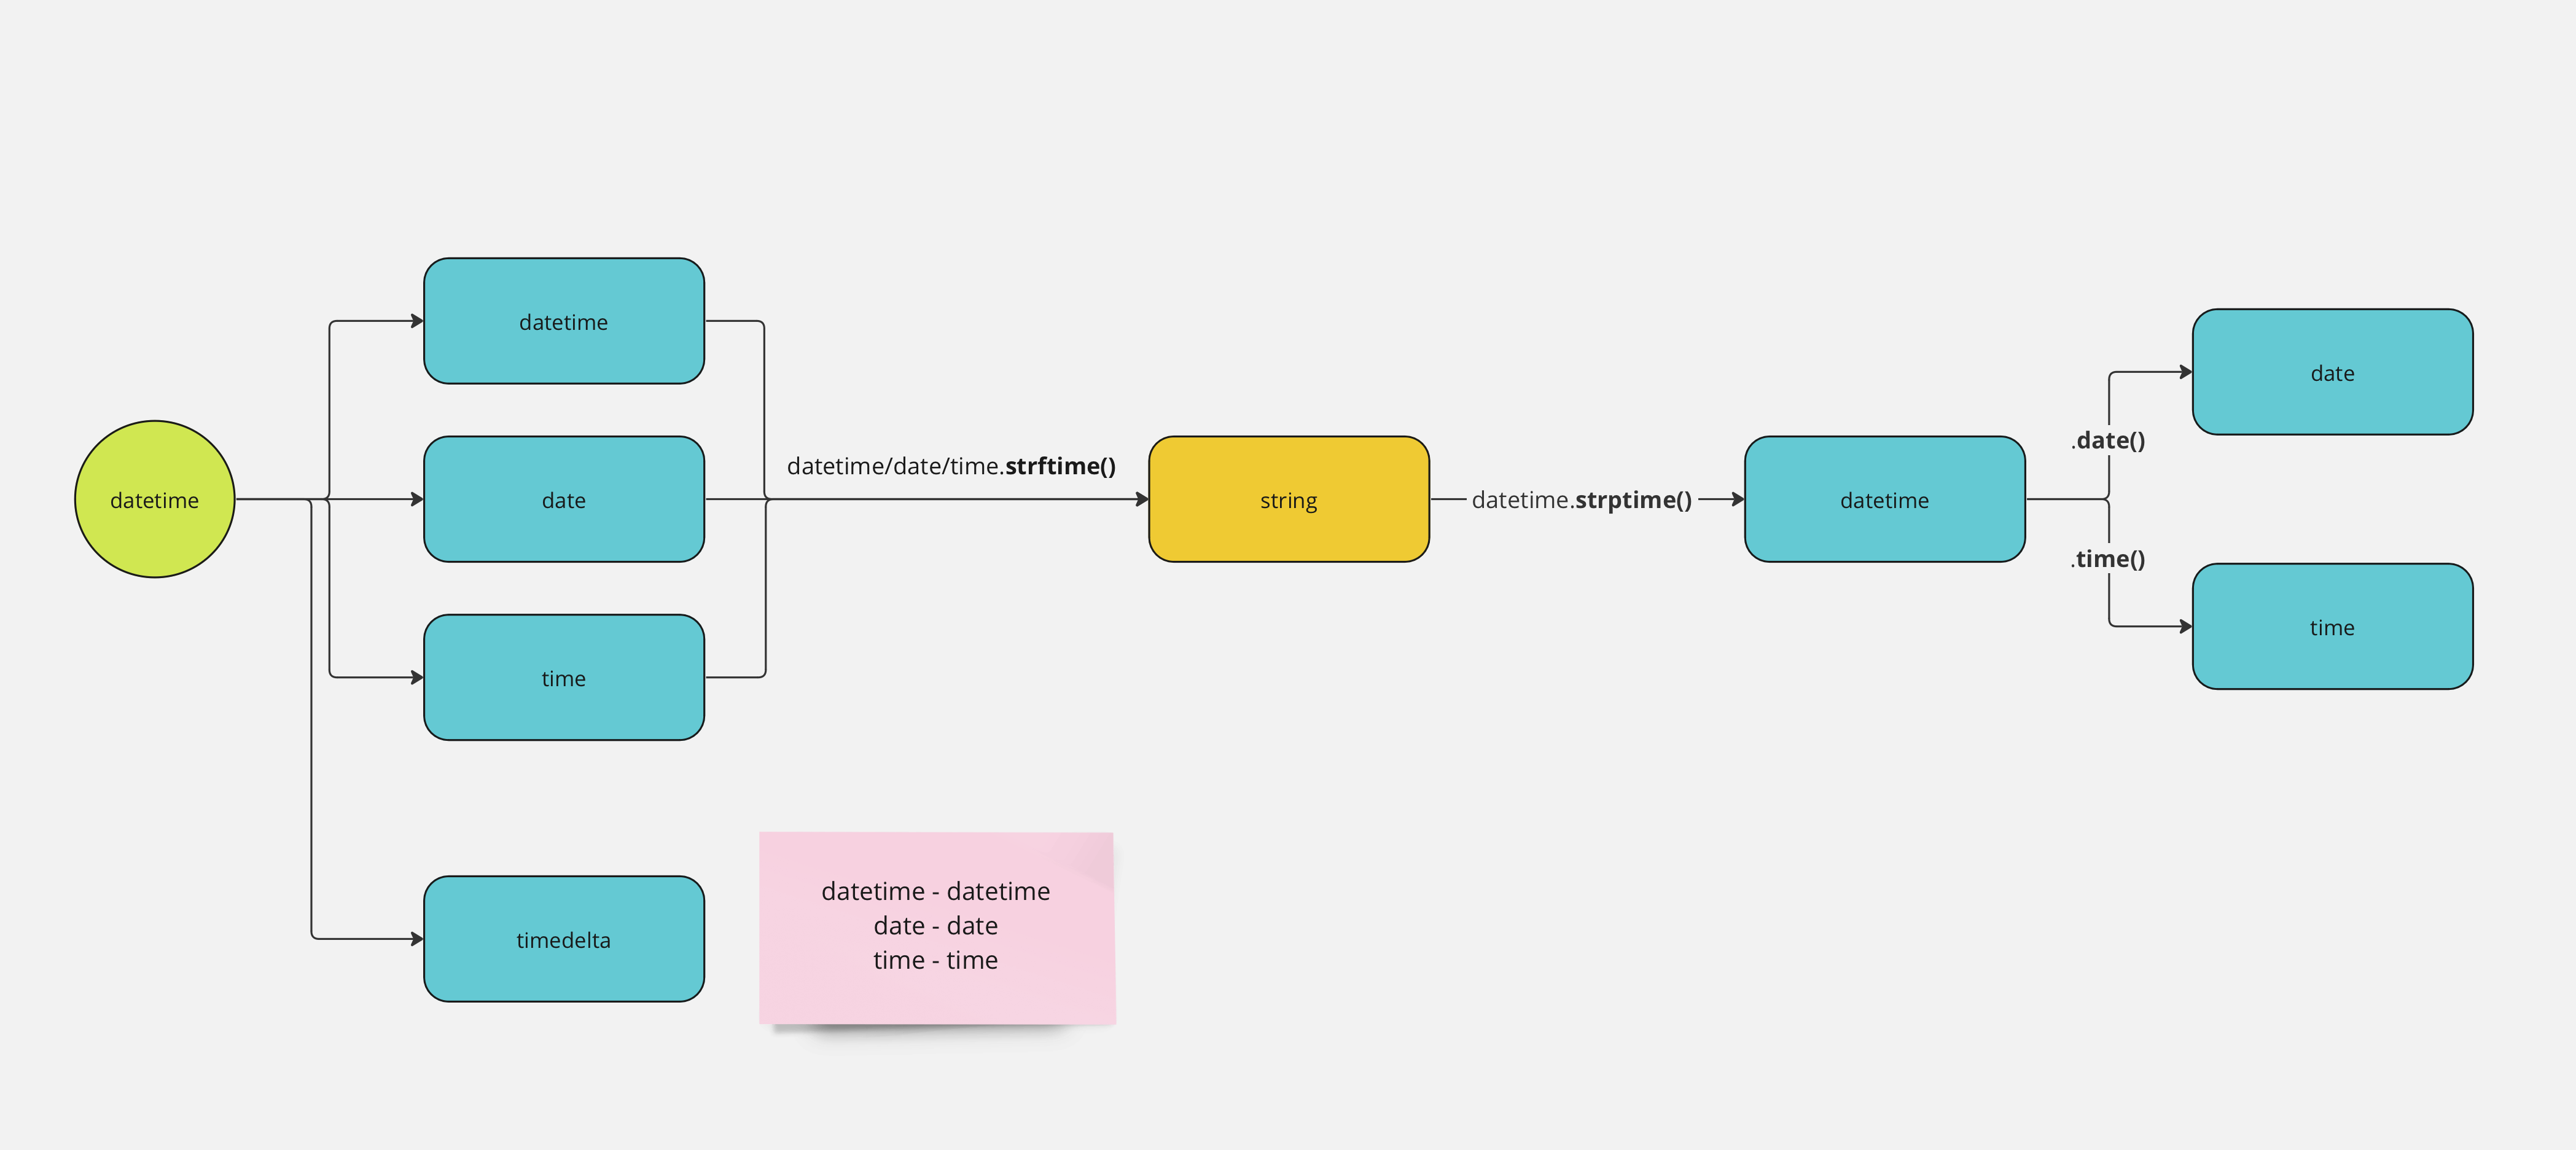 datetime
datetime
date
time
timedelta
datetime/date/time.strftime()
string
datetime.strptime()
datetime
.date()
.time()
date
time
datetime - datetime
date - date
time - time